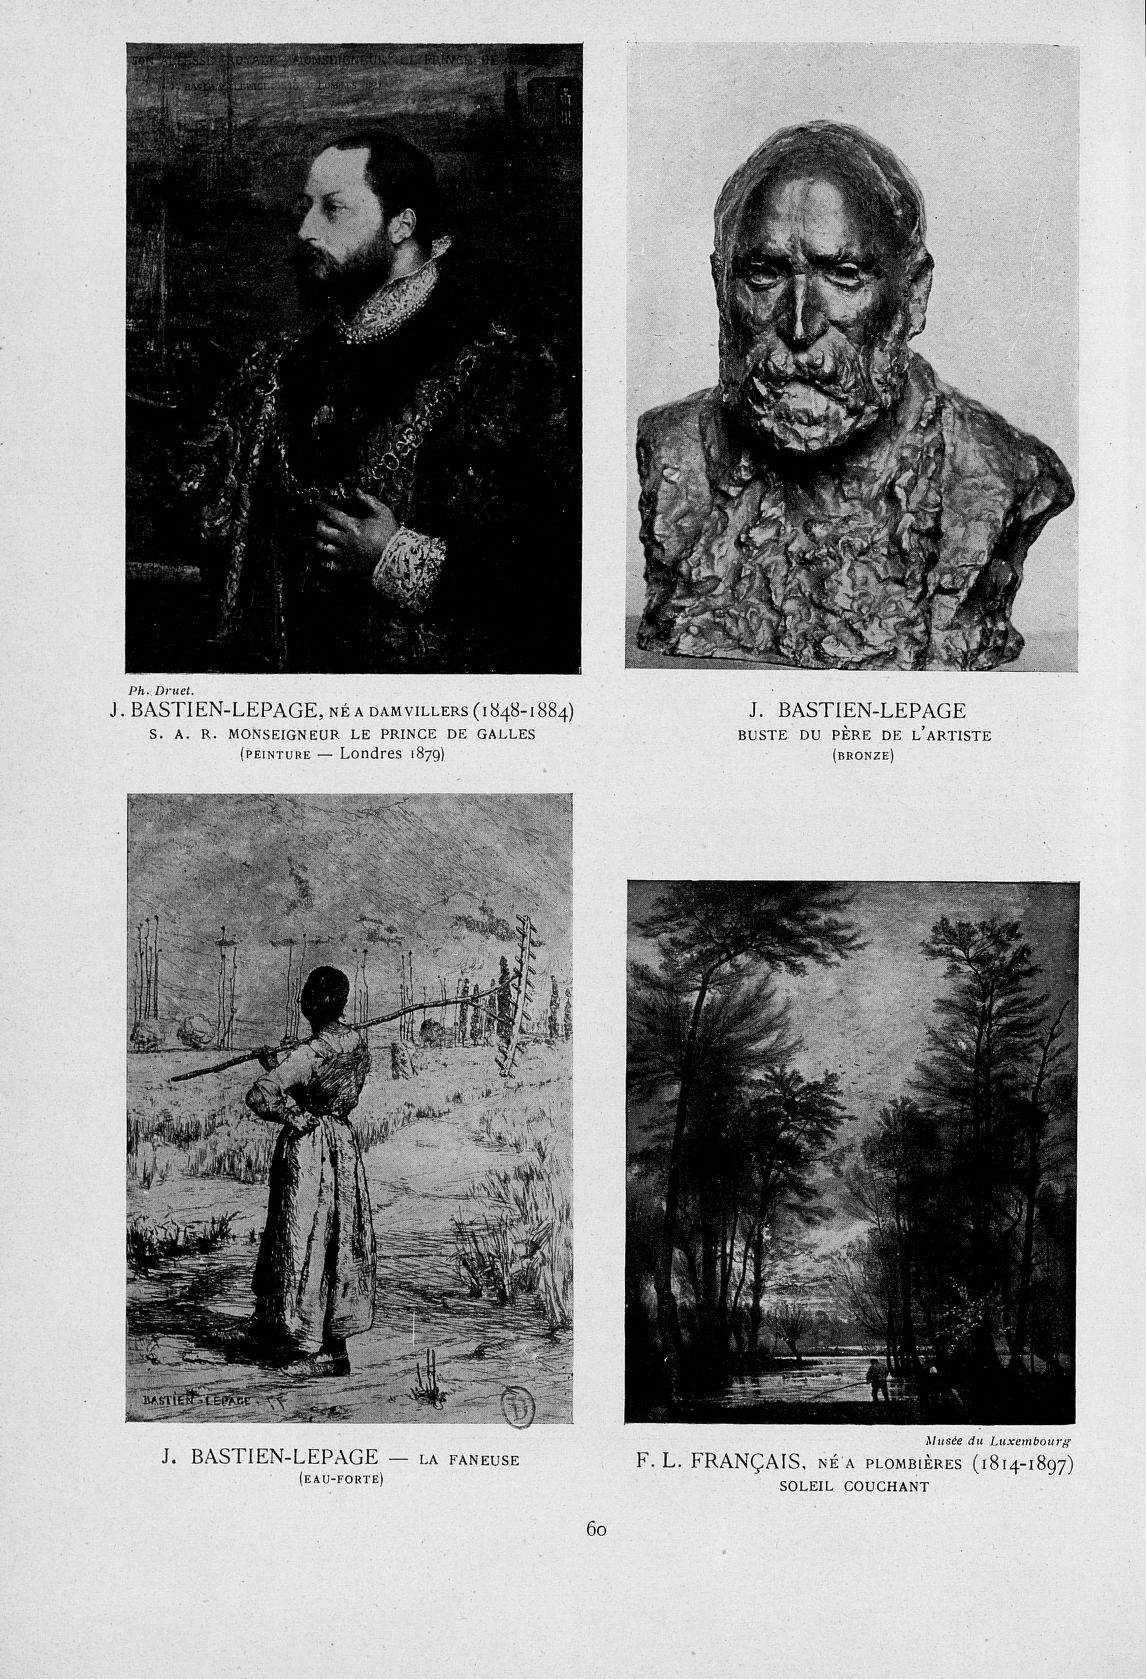 Ph. Druet.
J. BASTIEN-LEPAGE, NÉ A DAMVILLERS (1848-1884)
S. A. R. MONSEIGNEUR LE PRINCE DE GALLES
(PEINTURE — Londres 1879)
J. BASTIEN-LEPAGE
BUSTE DU PÈRE DE L'ARTISTE
(BRONZE)
BASTIEN-LEPAGE
J. BASTIEN-LEPAGE — LA FANEUSE
(EAU-FORTE)
Musée du Luxembourg
F. L. FRANÇAIS, NÉ A PLOMBIÈRES (1814-1897)
SOLEIL COUCHANT
60